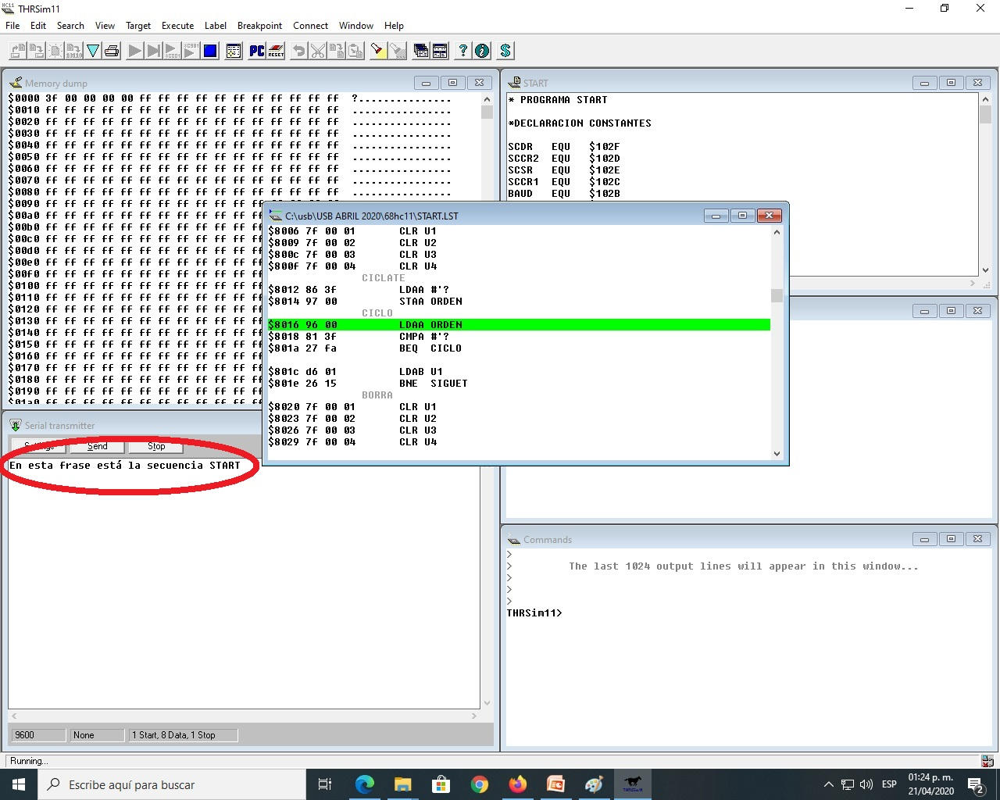 THRSim11
File Edit Search View Target Execute Label Breakpoint Connect Window Help
Memory dump
$0000 3f 00 00 00 00 ff ff ff ff ff ff ff ff ff ff ff ?...............
$0010 ff ff ff ff ff ff ff ff ff ff ff ff ff ff ff ff ................
$0020 ff ff ff ff ff ff ff ff ff ff ff ff ff ff ff ff ................
$0030 ff ff ff ff ff ff ff ff ff ff ff ff ff ff ff ff ................
$0040 ff ff ff ff ff ff ff ff ff ff ff ff ff ff ff ff ................
$0050 ff ff ff ff ff ff ff ff ff ff ff ff ff ff ff ff ................
$0060 ff ff ff ff ff ff ff ff ff ff ff ff ff ff ff ff ................
$0070 ff ff ff ff ff ff ff ff ff ff ff ff ff ff ff ff ................
$0080 ff ff ff ff ff ff ff ff ff ff ff ff ff ff ff ff ................
$0090 ff ff ff ff ff ff ff ff ff ff ff ff ff
$00a0 ff ff ff ff ff ff ff ff ff ff ff
$00b0 ff ff ff ff ff ff ff ff ff ff ff
$00c0 ff ff ff ff ff ff ff ff ff ff ff
$00d0 ff ff ff ff ff ff ff ff ff ff ff
$00e0 ff ff ff ff ff ff ff ff ff ff ff
$00f0 ff ff ff ff ff ff ff ff ff ff ff
$0100 ff ff ff ff ff ff ff ff ff ff ff
$0110 ff ff ff ff ff ff ff ff ff ff ff
$0120 ff ff ff ff ff ff ff ff ff ff ff
$0130 ff ff ff ff ff ff ff ff ff ff ff
$0140 ff ff ff ff ff ff ff ff ff ff ff
$0150 ff ff ff ff ff ff ff ff ff ff ff
$0160 ff ff ff ff ff ff ff ff ff ff ff
$0170 ff ff ff ff ff ff ff ff ff ff ff
$0180 ff ff ff ff ff ff ff ff ff ff ff
$0190 ff ff ff ff ff ff ff ff ff ff ff
$01a0 ff ff ff ff ff ff ff ff ff ff ff
START
* PROGRAMA START
*DECLARACION CONSTANTES
SCDR EQU $102F
SCCR2 EQU $102D
SCSR EQU $102E
SCCR1 EQU $102C
BAUD EQU $102B
C:\usb\USB ABRIL 2020\68hc11\START.LST
$8006 7f 00 01 CLR U1
$8009 7f 00 02 CLR U2
$800c 7f 00 03 CLR U3
$800f 7f 00 04 CLR U4
CICLATE
$8012 86 3f LDAA #'?
$8014 97 00 STAA ORDEN
CICLO
$8016 96 00 LDAA ORDEN
$8018 81 3f CMPA #'?
$801a 27 fa BEQ CICLO
$801c d6 01 LDAB U1
$801e 26 15 BNE SIGUET
BORRA
$8020 7f 00 01 CLR U1
$8023 7f 00 02 CLR U2
$8026 7f 00 03 CLR U3
$8029 7f 00 04 CLR U4
Serial transmitter
Send Stop
En esta frase está la secuencia START
9600 None 1 Start, 8 Data, 1 Stop
Commands
>
> The last 1024 output lines will appear in this window...
>
>
>
THRSim11>
Running...
Escribe aquí para buscar
ESP
01:24 p. m.
21/04/2020
2